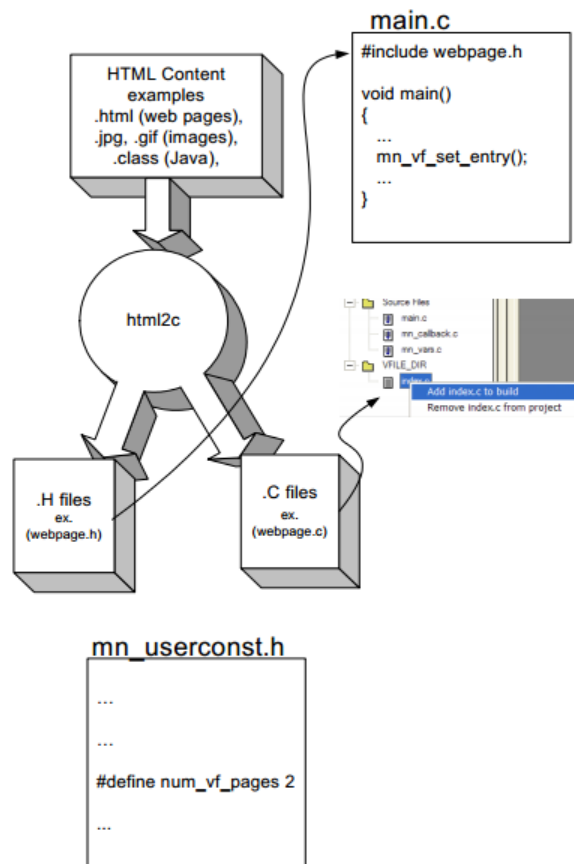 main.c
#include webpage.h
void main()
{
...
mn_vf_set_entry();
...
}
HTML Content
examples
.html (web pages),
.jpg, .gif (images),
.class (Java),
html2c
Source Files
main.c
mn_callback.c
mn_vars.c
VFILE_DIR
index.c
Add index.c to build
Remove index.c from project
.H files
ex.
(webpage.h)
.C files
ex.
(webpage.c)
mn_userconst.h
...
...
#define num_vf_pages 2
...